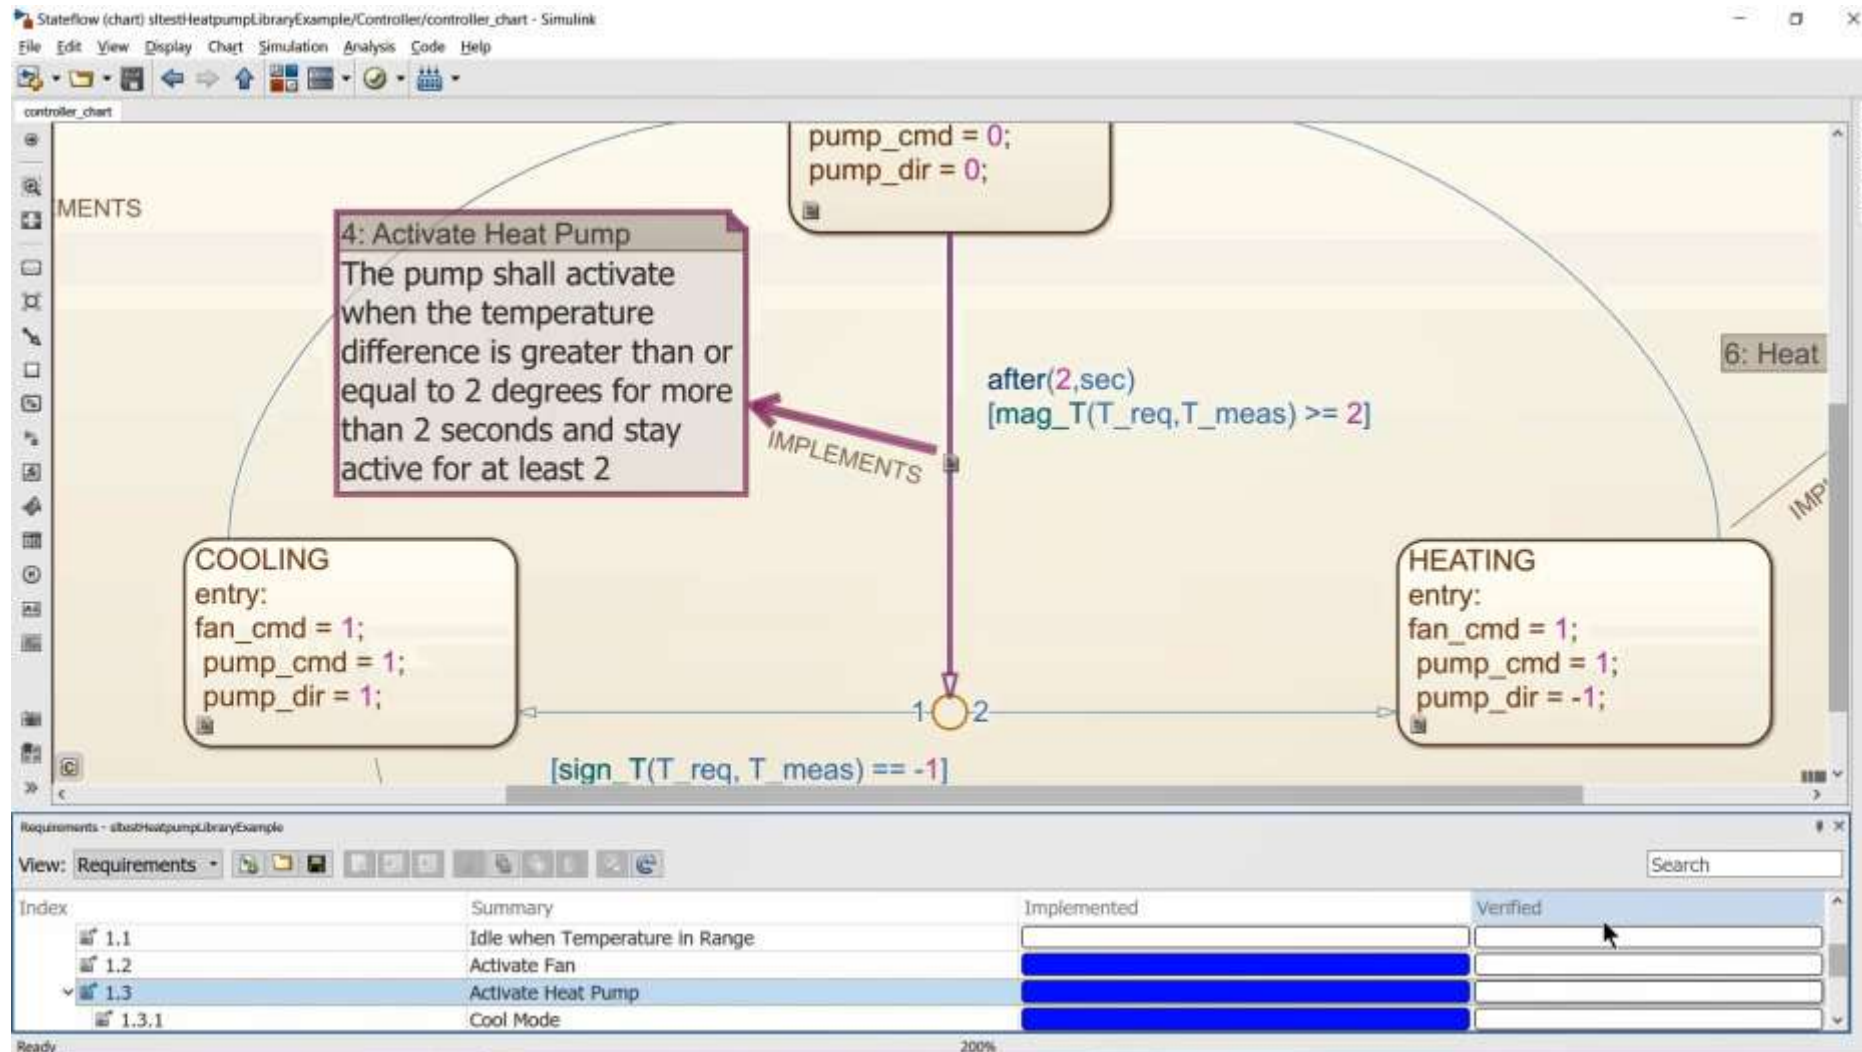 Stateflow (chart) sltestHeatpumpLibraryExample/Controller/controller_chart - Simulink
File Edit View Display Chart Simulation Analysis Code Help
controller_chart
pump_cmd = 0;
pump_dir = 0;
MENTS
4: Activate Heat Pump
The pump shall activate
when the temperature
difference is greater than or
equal to 2 degrees for more
than 2 seconds and stay
active for at least 2
IMPLEMENTS
after(2,sec)
[mag_T(T_req,T_meas) >= 2]
6: Heat
IMP
COOLING
entry:
fan_cmd = 1;
pump_cmd = 1;
pump_dir = 1;
HEATING
entry:
fan_cmd = 1;
pump_cmd = 1;
pump_dir = -1;
1 2
[sign_T(T_req, T_meas) == -1]
Requirements - sltestHeatpumpLibraryExample
View: Requirements Search
Index Summary Implemented Verified
1.1 Idle when Temperature in Range
1.2 Activate Fan
1.3 Activate Heat Pump
1.3.1 Cool Mode
Ready 200%